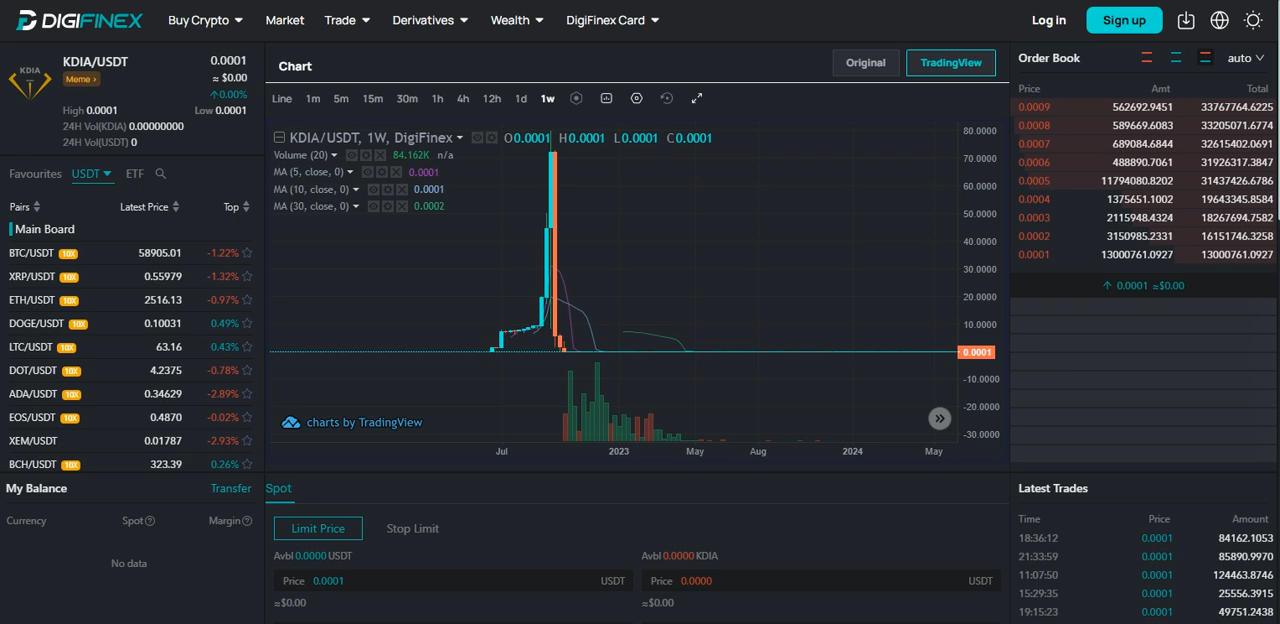 DIGIFINEX Buy Crypto Market Trade Derivatives Wealth DigiFinex Card Log in Sign up
KDIA
KDIA/USDT 0.0001
Meme › ≈ $0.00
↑0.00%
High 0.0001 Low 0.0001
24H Vol(KDIA) 0.00000000
24H Vol(USDT) 0
Favourites USDT ETF
Pairs Latest Price Top
Main Board
BTC/USDT 10X 58905.01 -1.22%
XRP/USDT 10X 0.55979 -1.32%
ETH/USDT 10X 2516.13 -0.97%
DOGE/USDT 10X 0.10031 0.49%
LTC/USDT 10X 63.16 0.43%
DOT/USDT 10X 4.2375 -0.78%
ADA/USDT 10X 0.34629 -2.89%
EOS/USDT 10X 0.4870 -0.02%
XEM/USDT 0.01787 -2.93%
BCH/USDT 10X 323.39 0.26%
My Balance Transfer
Currency Spot Margin
No data
Chart Original TradingView
Line 1m 5m 15m 30m 1h 4h 12h 1d 1w
KDIA/USDT, 1W, DigiFinex O0.0001 H0.0001 L0.0001 C0.0001
Volume (20) 84.162K n/a
MA (5, close, 0) 0.0001
MA (10, close, 0) 0.0001
MA (30, close, 0) 0.0002
80.0000
70.0000
60.0000
50.0000
40.0000
30.0000
20.0000
10.0000
0.0001
-10.0000
-20.0000
-30.0000
charts by TradingView
Jul 2023 May Aug 2024 May
Spot
Limit Price Stop Limit
Avbl 0.0000 USDT Avbl 0.0000 KDIA
Price 0.0001 USDT Price 0.0000 USDT
≈$0.00 ≈$0.00
Order Book auto
Price Amt Total
0.0009 562692.9451 33767764.6225
0.0008 589669.6083 33205071.6774
0.0007 689084.6844 32615402.0691
0.0006 488890.7061 31926317.3847
0.0005 11794080.8202 31437426.6786
0.0004 1375651.1002 19643345.8584
0.0003 2115948.4324 18267694.7582
0.0002 3150985.2331 16151746.3258
0.0001 13000761.0927 13000761.0927
↑ 0.0001 ≈$0.00
Latest Trades
Time Price Amount
18:36:12 0.0001 84162.1053
21:33:59 0.0001 85890.9970
11:07:50 0.0001 124463.8746
15:29:35 0.0001 25556.3915
19:15:23 0.0001 49751.2438